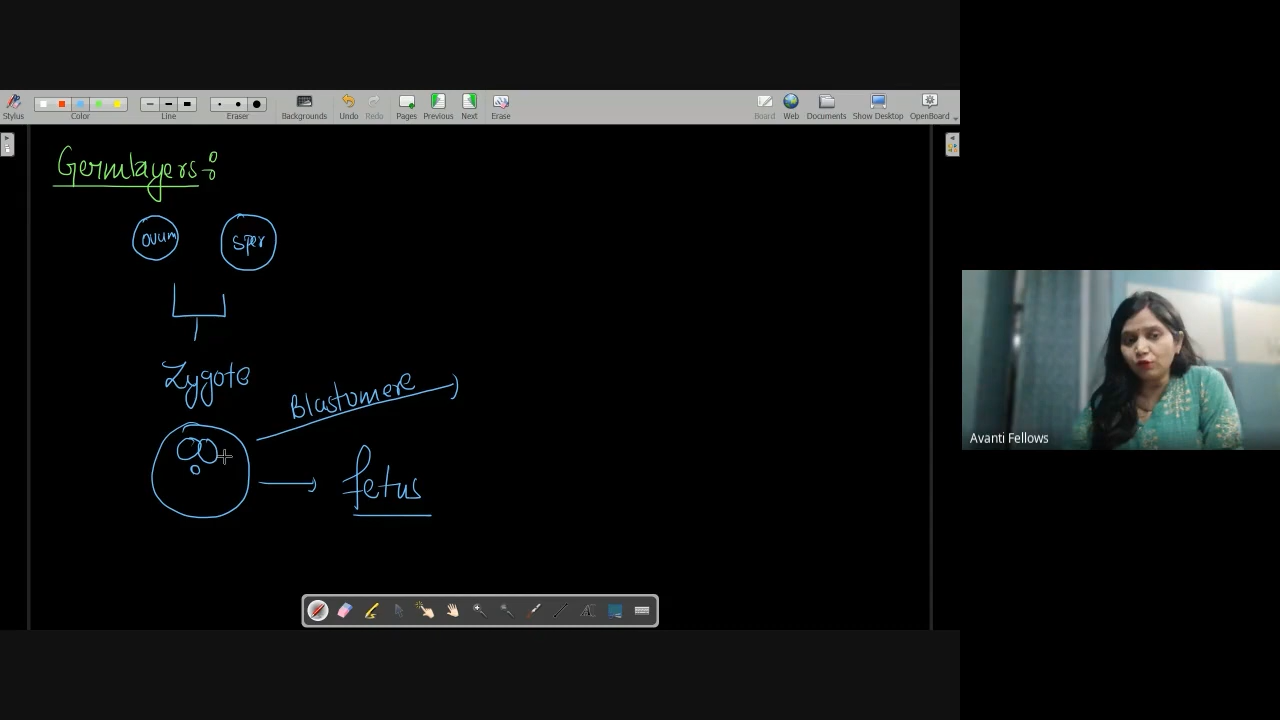 Stylus
Color
Line
Eraser
Backgrounds
Undo
Redo
Pages
Previous
Next
Erase
Board
Web
Documents
Show Desktop
OpenBoard
Germlayers:
ovum
sper
Zygote
Blastomere
fetus
Avanti Fellows